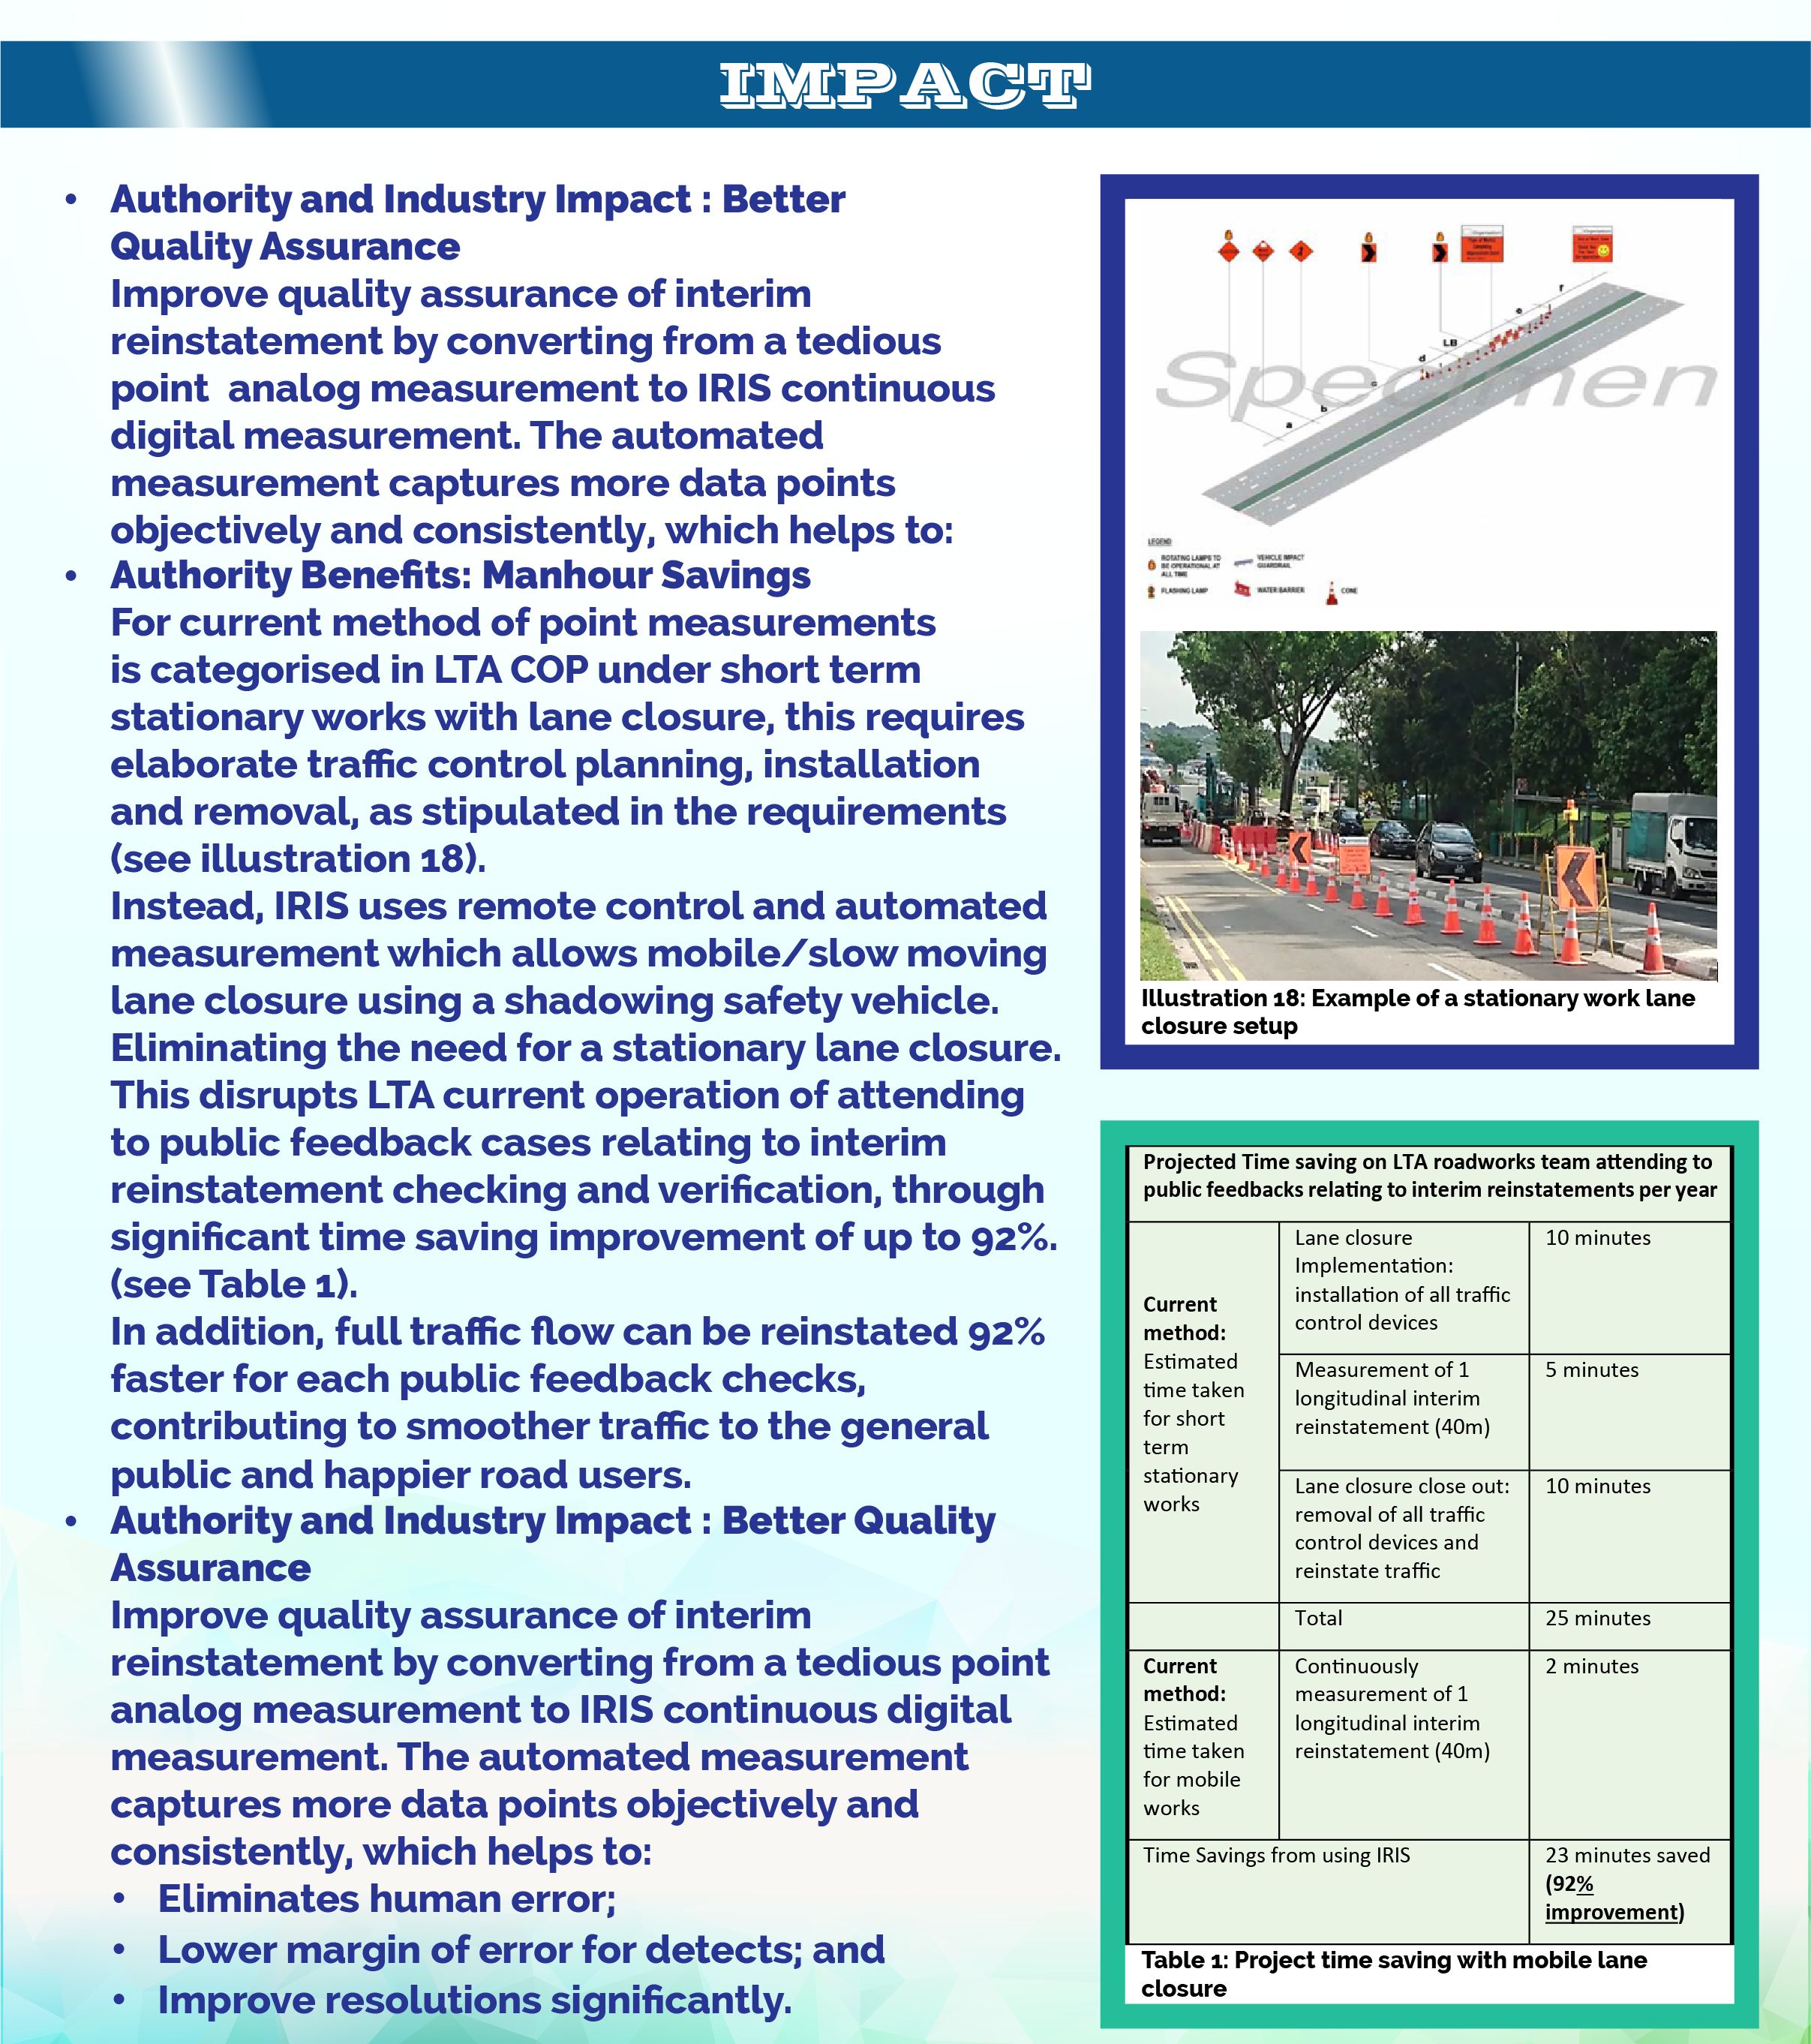 IMPACT
• Authority and Industry Impact : Better
Quality Assurance
Improve quality assurance of interim
reinstatement by converting from a tedious
point  analog measurement to IRIS continuous
digital measurement. The automated
measurement captures more data points
objectively and consistently, which helps to:
• Authority Benefits: Manhour Savings
For current method of point measurements
is categorised in LTA COP under short term
stationary works with lane closure, this requires
elaborate traffic control planning, installation
and removal, as stipulated in the requirements
(see illustration 18).
Instead, IRIS uses remote control and automated
measurement which allows mobile/slow moving
lane closure using a shadowing safety vehicle.
Eliminating the need for a stationary lane closure.
This disrupts LTA current operation of attending
to public feedback cases relating to interim
reinstatement checking and verification, through
significant time saving improvement of up to 92%.
(see Table 1).
In addition, full traffic flow can be reinstated 92%
faster for each public feedback checks,
contributing to smoother traffic to the general
public and happier road users.
• Authority and Industry Impact : Better Quality
Assurance
Improve quality assurance of interim
reinstatement by converting from a tedious point
analog measurement to IRIS continuous digital
measurement. The automated measurement
captures more data points objectively and
consistently, which helps to:
• Eliminates human error;
• Lower margin of error for detects; and
• Improve resolutions significantly.
Specimen
a
b
c
d
LB
e
f
LEGEND
ROTATING LAMPS TO
BE OPERATIONAL AT
ALL TIME
VEHICLE IMPACT
GUARDRAIL
FLASHING LAMP
WATER BARRIER
CONE
Illustration 18: Example of a stationary work lane
closure setup
Projected Time saving on LTA roadworks team attending to
public feedbacks relating to interim reinstatements per year
Current
method:
Estimated
time taken
for short
term
stationary
works
Lane closure
Implementation:
installation of all traffic
control devices
10 minutes
Measurement of 1
longitudinal interim
reinstatement (40m)
5 minutes
Lane closure close out:
removal of all traffic
control devices and
reinstate traffic
10 minutes
Total
25 minutes
Current
method:
Estimated
time taken
for mobile
works
Continuously
measurement of 1
longitudinal interim
reinstatement (40m)
2 minutes
Time Savings from using IRIS
23 minutes saved
(92%
improvement)
Table 1: Project time saving with mobile lane
closure